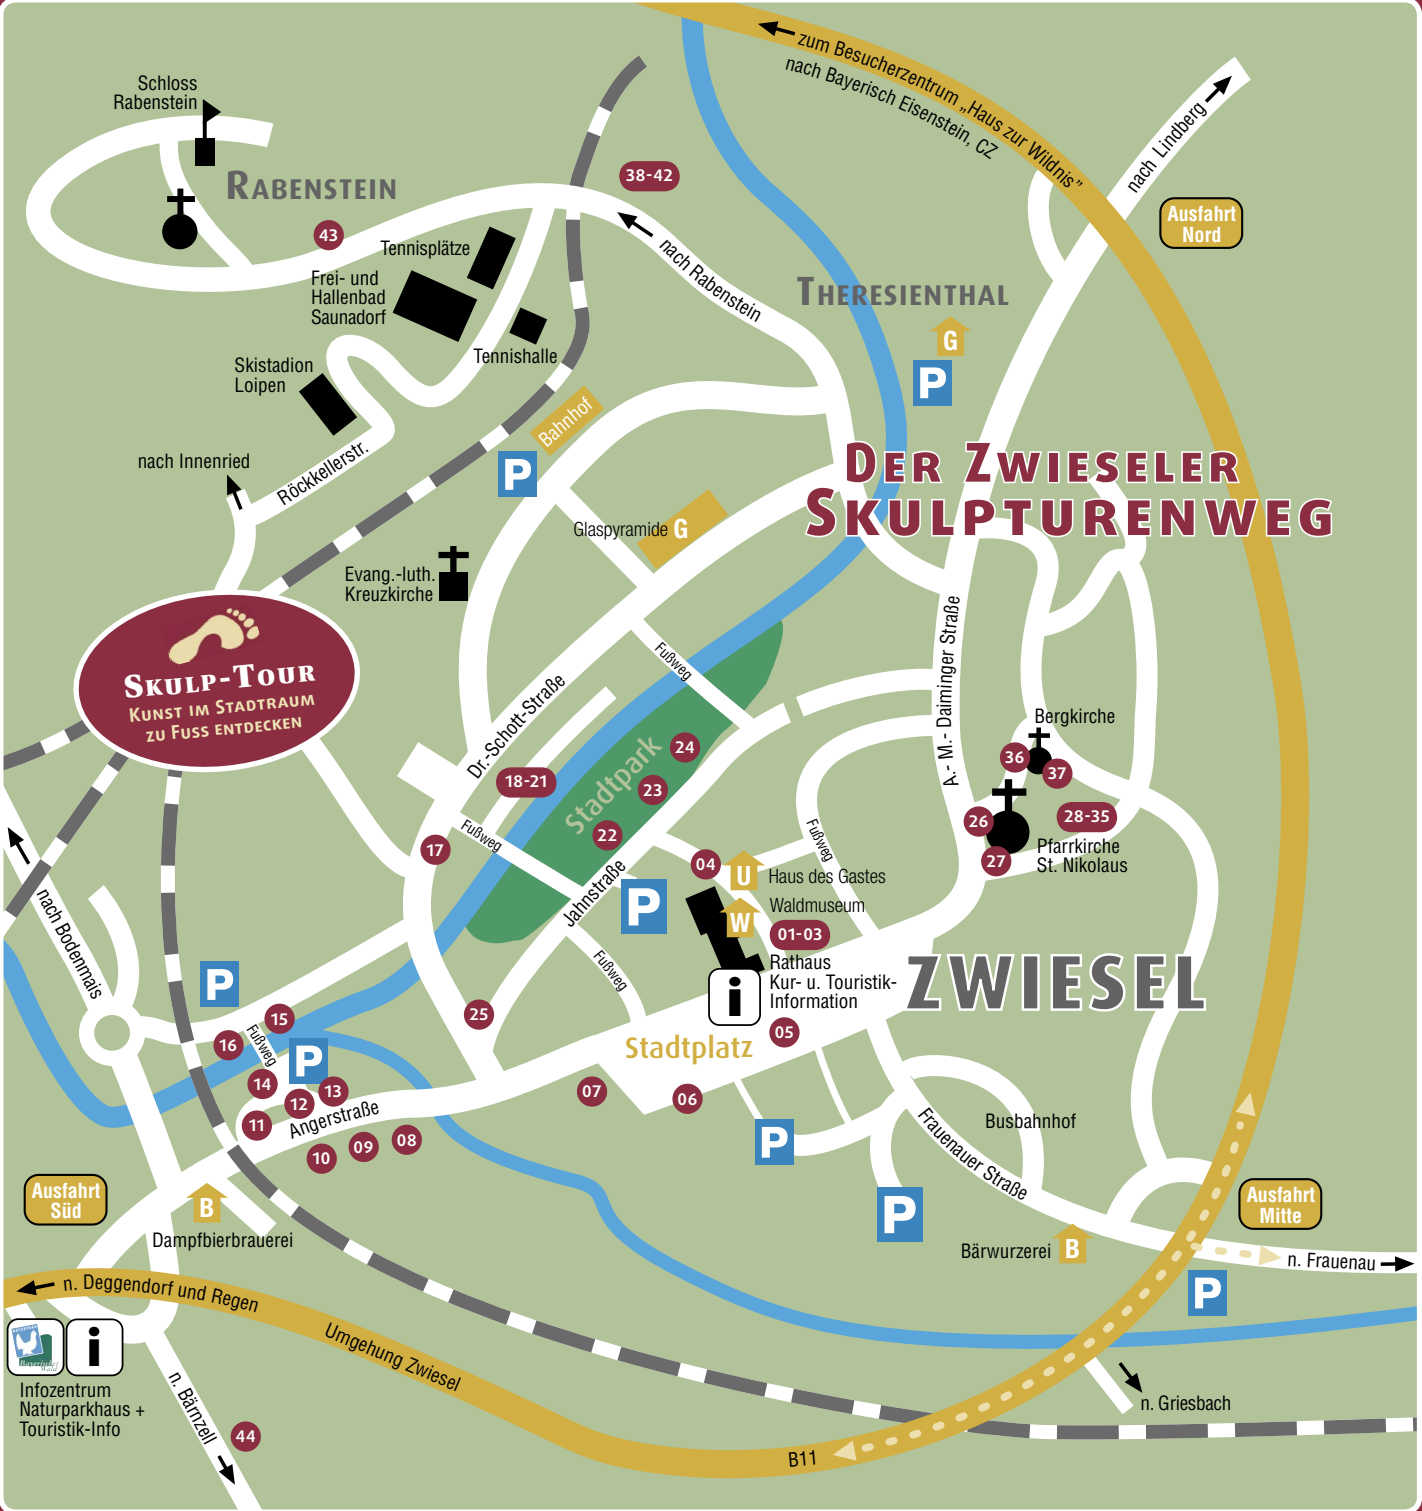 zum Besucherzentrum „Haus zur Wildnis”
nach Bayerisch Eisenstein, CZ
nach Lindberg
Ausfahrt
Nord
Schloss
Rabenstein
RABENSTEIN
38-42
43
Tennisplätze
nach Rabenstein
Frei- und
Hallenbad
Saunadorf
THERESIENTHAL
G
P
Tennishalle
Skistadion
Loipen
Bahnhof
P
nach Innenried
Röckkellerstr.
DER ZWIESELER
SKULPTURENWEG
Glaspyramide G
Evang.-luth.
Kreuzkirche
SKULP-TOUR
KUNST IM STADTRAUM
ZU FUSS ENTDECKEN
Fußweg
A.- M.- Daiminger Straße
Dr.-Schott-Straße
Bergkirche
36
37
18-21
Stadtpark
24
23
22
26
28-35
27
Pfarrkirche
St. Nikolaus
Fußweg
Fußweg
17
04
U
Haus des Gastes
Jahnstraße
P
W
Waldmuseum
01-03
Rathaus
Kur- u. Touristik-
Information
i
ZWIESEL
nach Bodenmais
Fußweg
P
25
05
Stadtplatz
15
16
Fußweg
P
14
13
12
11
Angerstraße
10
09
08
07
06
P
Busbahnhof
Frauenauer Straße
P
Ausfahrt
Süd
B
Dampfbierbrauerei
Ausfahrt
Mitte
Bärwurzerei B
n. Frauenau
P
n. Deggendorf und Regen
Umgehung Zwiesel
Bayerischer
Wald
i
Infozentrum
Naturparkhaus +
Touristik-Info
n. Bärnzell
44
n. Griesbach
B11